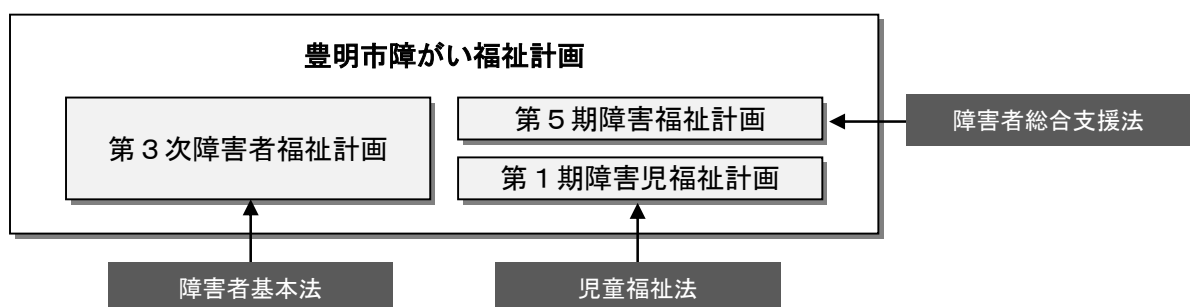 豊明市障がい福祉計画
第３次障害者福祉計画
第５期障害福祉計画
第１期障害児福祉計画
障害者総合支援法
障害者基本法
児童福祉法